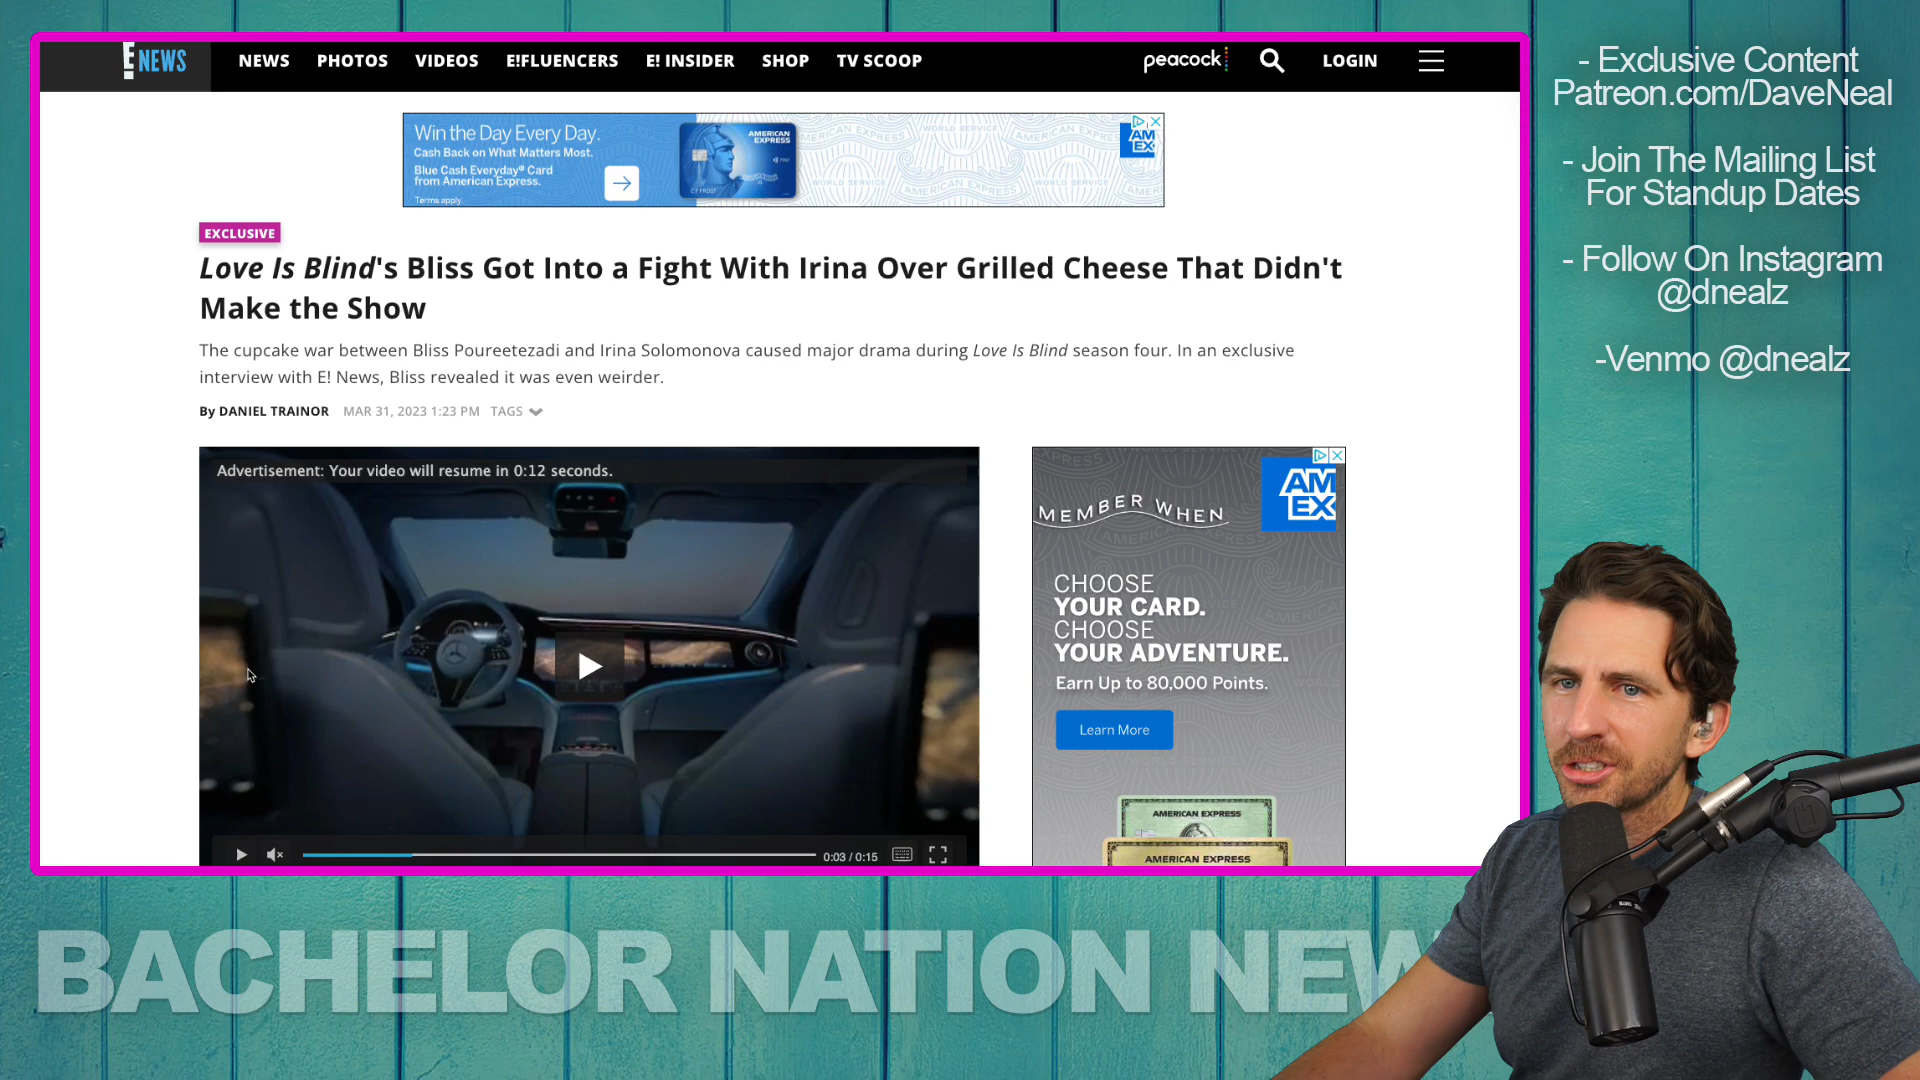 E! NEWS
NEWS PHOTOS VIDEOS E!FLUENCERS E! INSIDER SHOP TV SCOOP peacock LOGIN
Win the Day Every Day.
Cash Back on What Matters Most.
Blue Cash Everyday® Card
from American Express.
Terms apply.
AMERICAN
EXPRESS
AMERICAN EXPRESS
WORLD SERVICE
AM
EX
EXCLUSIVE
Love Is Blind's Bliss Got Into a Fight With Irina Over Grilled Cheese That Didn't
Make the Show
The cupcake war between Bliss Poureetezadi and Irina Solomonova caused major drama during Love Is Blind season four. In an exclusive
interview with E! News, Bliss revealed it was even weirder.
By DANIEL TRAINOR MAR 31, 2023 1:23 PM TAGS
Advertisement: Your video will resume in 0:12 seconds.
0:03 / 0:15
MEMBER WHEN
AM
EX
CHOOSE
YOUR CARD.
CHOOSE
YOUR ADVENTURE.
Earn Up to 80,000 Points.
Learn More
AMERICAN EXPRESS
AMERICAN EXPRESS
- Exclusive Content
Patreon.com/DaveNeal
- Join The Mailing List
For Standup Dates
- Follow On Instagram
@dnealz
-Venmo @dnealz
BACHELOR NATION NEW